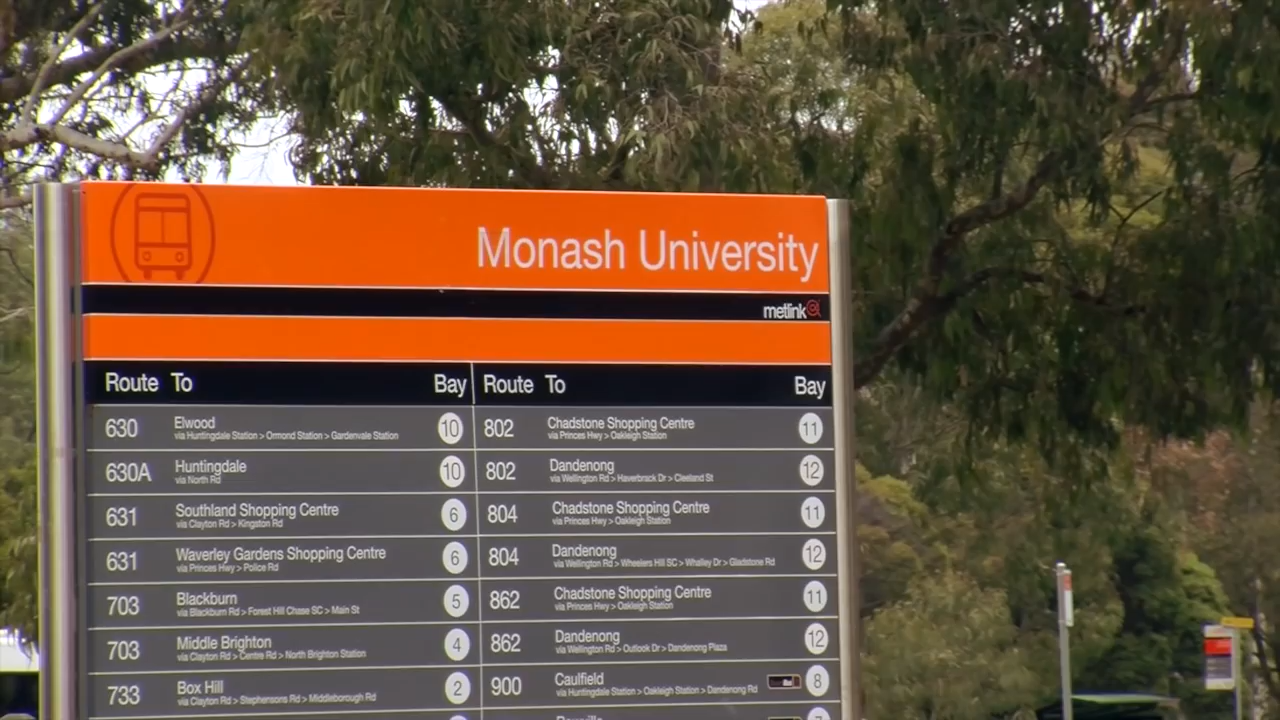 Monash University
metlink
Route To Bay
630 Elwood 10
via Huntingdale Station > Ormond Station > Gardenvale Station
630A Huntingdale 10
via North Rd
631 Southland Shopping Centre 6
via Clayton Rd > Kingston Rd
631 Waverley Gardens Shopping Centre 6
via Princes Hwy > Police Rd
703 Blackburn 5
via Blackburn Rd > Forest Hill Chase SC > Main St
703 Middle Brighton 4
via Clayton Rd > Centre Rd > North Brighton Station
733 Box Hill 2
via Clayton Rd > Stephensons Rd > Middleborough Rd
Route To Bay
802 Chadstone Shopping Centre 11
via Princes Hwy > Oakleigh Station
802 Dandenong 12
via Wellington Rd > Haverbrack Dr > Cleeland St
804 Chadstone Shopping Centre 11
via Princes Hwy > Oakleigh Station
804 Dandenong 12
via Wellington Rd > Wheelers Hill SC > Whalley Dr > Gladstone Rd
862 Chadstone Shopping Centre 11
via Princes Hwy > Oakleigh Station
862 Dandenong 12
via Wellington Rd > Outlook Dr > Dandenong Plaza
900 Caulfield 8
via Huntingdale Station > Oakleigh Station > Dandenong Rd